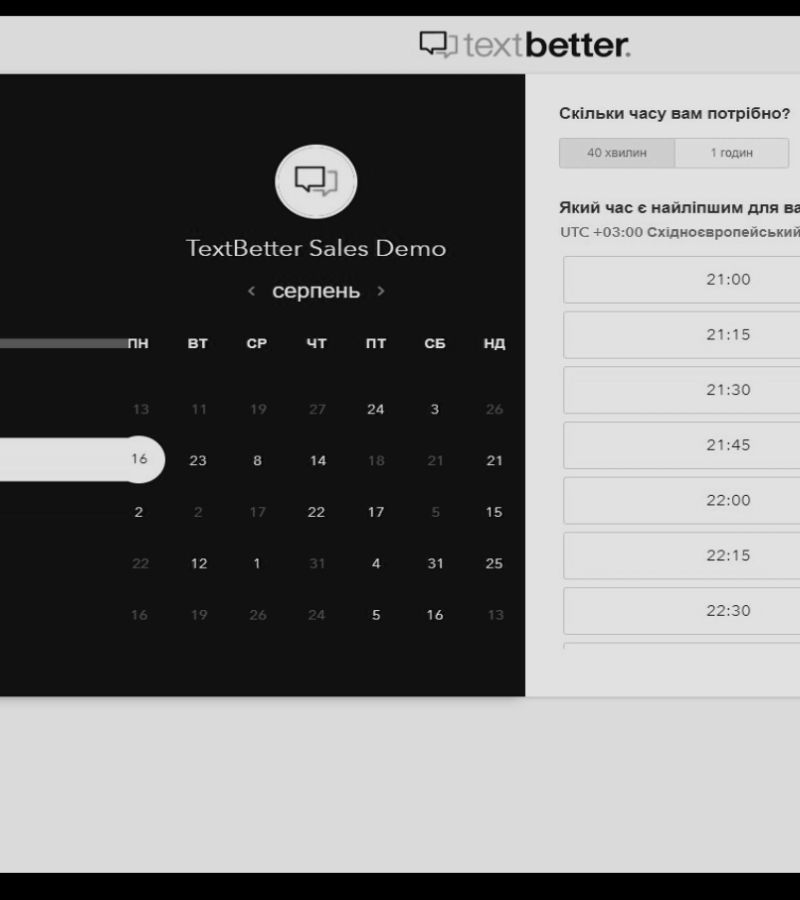 textbetter.
TextBetter Sales Demo
‹ серпень ›
ПН ВТ СР ЧТ ПТ СБ НД
13 11 19 27 24 3 26
16 23 8 14 18 21 21
2 2 17 22 17 5 15
22 12 1 31 4 31 25
16 19 26 24 5 16 13
Скільки часу вам потрібно?
40 хвилин 1 годин
Який час є найліпшим для ва
UTC +03:00 Східноєвропейський
21:00
21:15
21:30
21:45
22:00
22:15
22:30